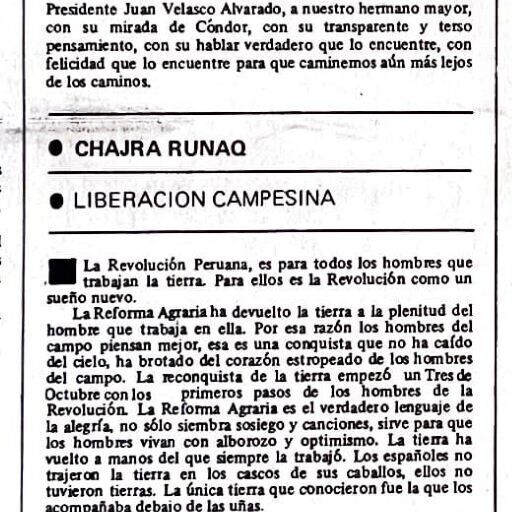 Presidente Juan Velasco Alvarado, a nuestro hermano mayor,
con su mirada de Cóndor, con su transparente y terso
pensamiento, con su hablar verdadero que lo encuentre, con
felicidad que lo encuentre para que caminemos aún más lejos
de los caminos.
● CHAJRA RUNAQ
● LIBERACION CAMPESINA
La Revolución Peruana, es para todos los hombres que
trabajan la tierra. Para ellos es la Revolución como un
sueño nuevo.
La Reforma Agraria ha devuelto la tierra a la plenitud del
hombre que trabaja en ella. Por esa razón los hombres del
campo piensan mejor, esa es una conquista que no ha caído
del cielo, ha brotado del corazón estropeado de los hombres
del campo. La reconquista de la tierra empezó un Tres de
Octubre con los primeros pasos de los hombres de la
Revolución. La Reforma Agraria es el verdadero lenguaje de
la alegría, no sólo siembra sosiego y canciones, sirve para que
los hombres vivan con alborozo y optimismo. La tierra ha
vuelto a manos del que siempre la trabajó. Los españoles no
trajeron la tierra en los cascos de sus caballos, ellos no
tuvieron tierras. La única tierra que conocieron fue la que los
acompañaba debajo de las uñas.